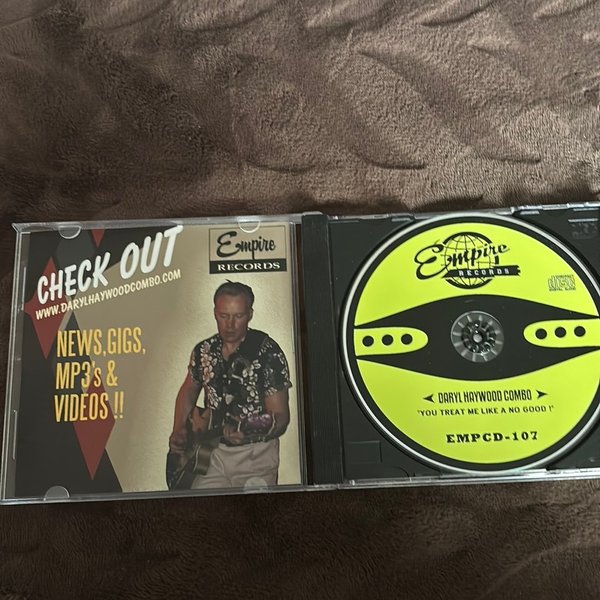 CHECK OUT
WWW.DARYLHAYWOODCOMBO.COM
Empire
RECORDS
NEWS, GIGS,
MP3's &
VIDEOS !!
Empire
RECORDS
DARYL HAYWOOD COMBO
"YOU TREAT ME LIKE A NO GOOD !"
EMPCD-107